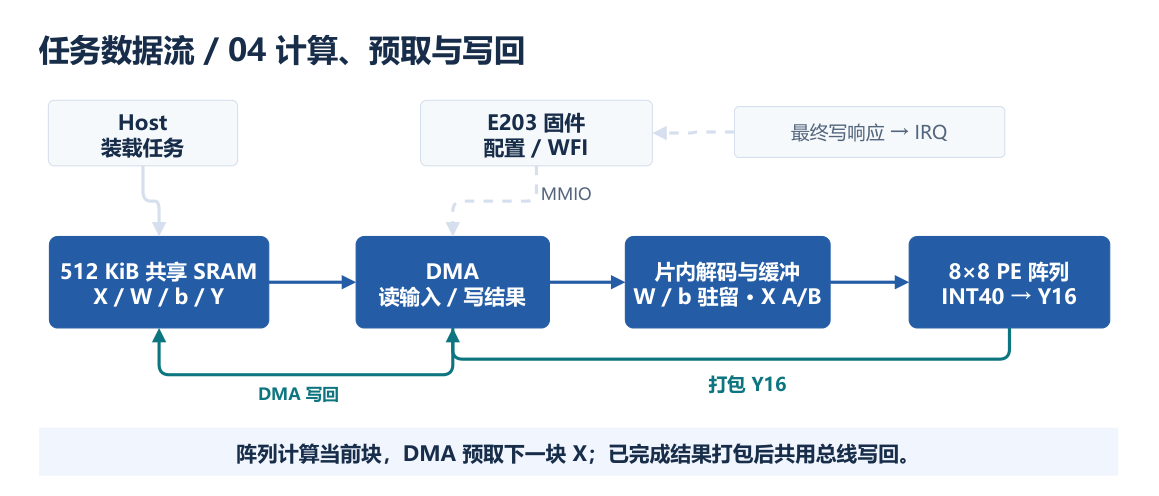 任务数据流 / 04 计算、预取与写回
Host
装载任务
E203 固件
配置 / WFI
最终写响应 → IRQ
MMIO
512 KiB 共享 SRAM
X / W / b / Y
DMA
读输入 / 写结果
片内解码与缓冲
W / b 驻留 • X A/B
8×8 PE 阵列
INT40 → Y16
DMA 写回
打包 Y16
阵列计算当前块，DMA 预取下一块 X；已完成结果打包后共用总线写回。